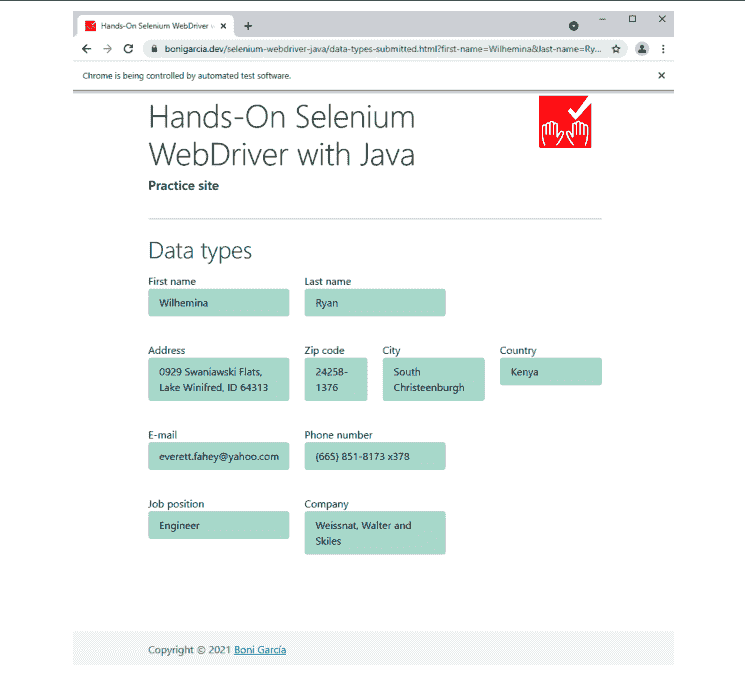 Hands-On Selenium WebDriver w
bonigarcia.dev/selenium-webdriver-java/data-types-submitted.html?first-name=Wilhemina&last-name=Ry...
Chrome is being controlled by automated test software.
Hands-On Selenium
WebDriver with Java
Practice site
Data types
First name Last name
Wilhemina Ryan
Address Zip code City Country
0929 Swaniawski Flats, 24258- South Kenya
Lake Winifred, ID 64313 1376 Christeenburgh
E-mail Phone number
everett.fahey@yahoo.com (665) 851-8173 x378
Job position Company
Engineer Weissnat, Walter and
Skiles
Copyright © 2021 Boni García